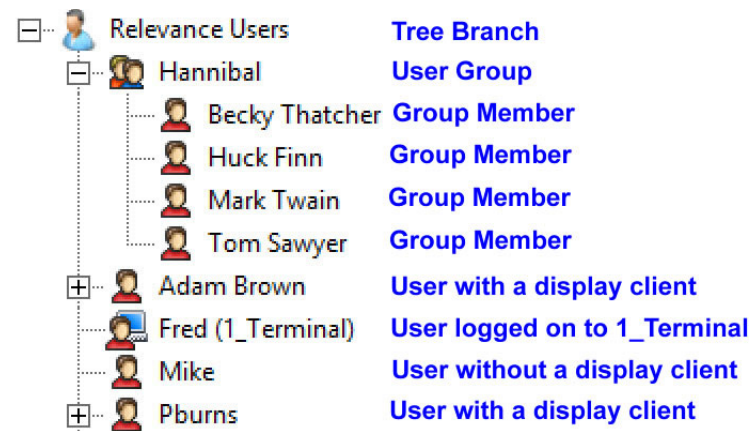 Relevance Users Tree Branch
Hannibal User Group
Becky Thatcher Group Member
Huck Finn Group Member
Mark Twain Group Member
Tom Sawyer Group Member
Adam Brown User with a display client
Fred (1_Terminal) User logged on to 1_Terminal
Mike User without a display client
Pburns User with a display client